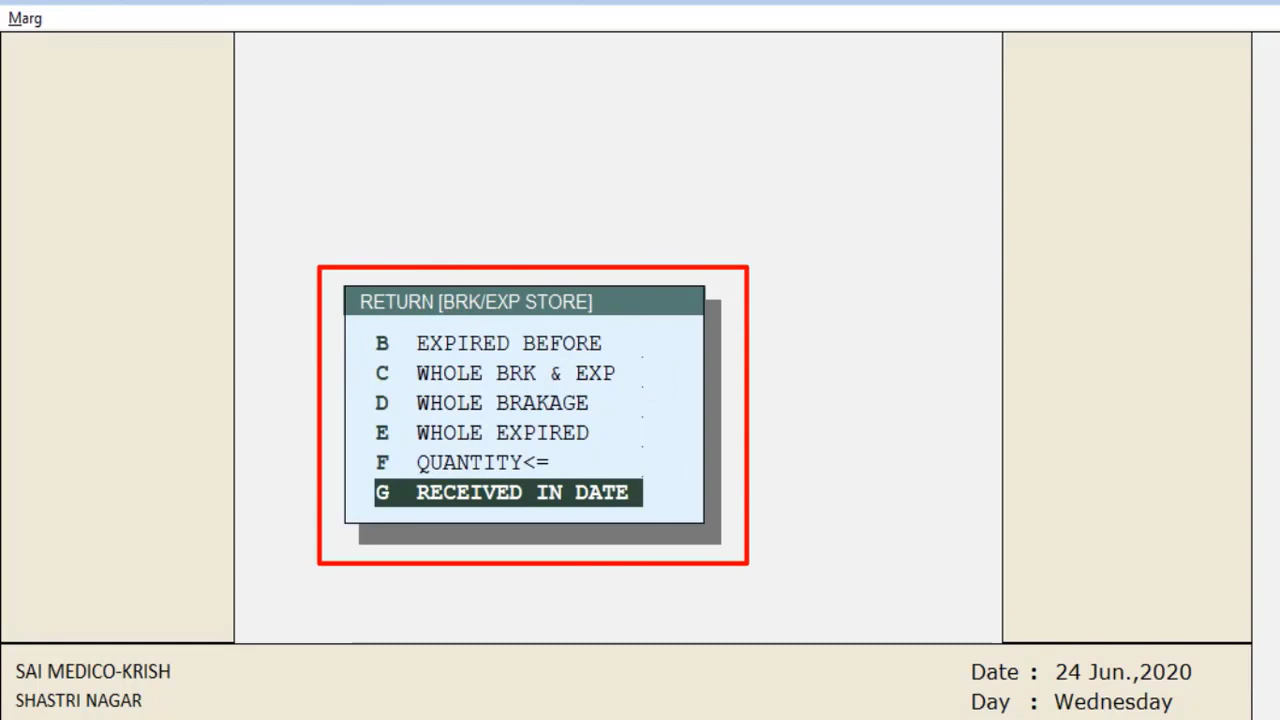 Marg
RETURN [BRK/EXP STORE]
B EXPIRED BEFORE
C WHOLE BRK & EXP
D WHOLE BRAKAGE
E WHOLE EXPIRED
F QUANTITY<=
G RECEIVED IN DATE
SAI MEDICO-KRISH
SHASTRI NAGAR
Date : 24 Jun.,2020
Day : Wednesday